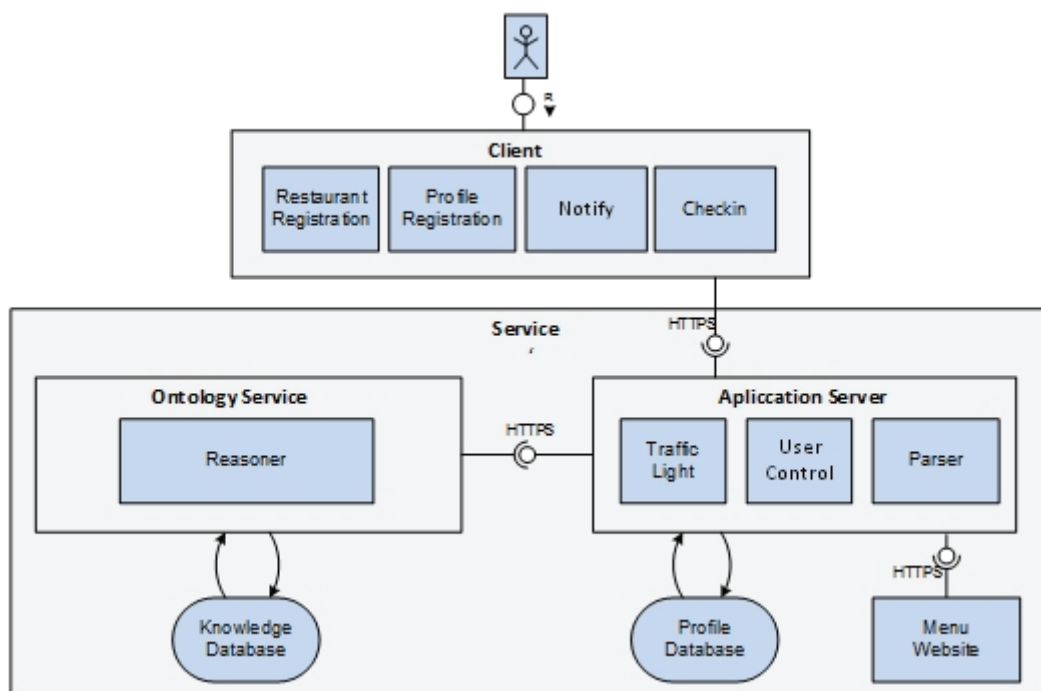 R
Client
Restaurant
Registration
Profile
Registration
Notify
Checkin
HTTPS
Service
Ontology Service
Reasoner
HTTPS
Apliccation Server
Traffic
Light
User
Control
Parser
HTTPS
Knowledge
Database
Profile
Database
Menu
Website